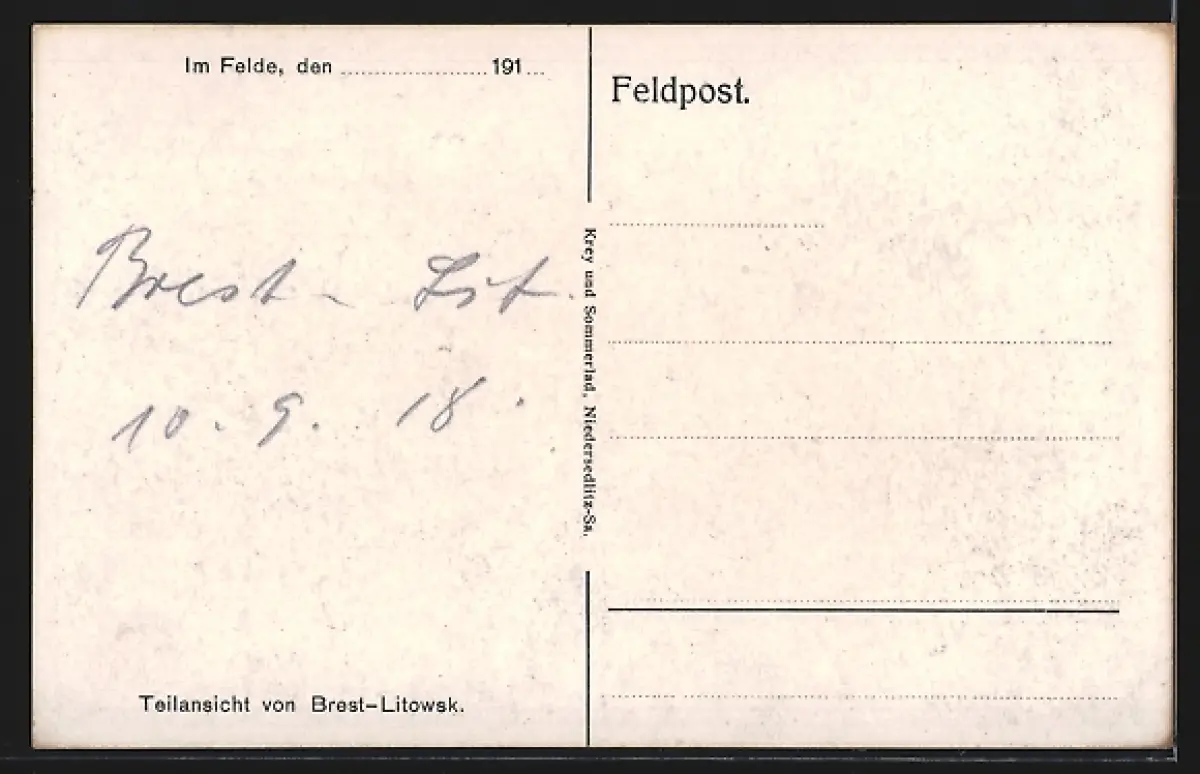 Im Felde, den ........................ 191...
Brest - Lit.
10. 9. 18.
Teilansicht von Brest-Litowsk.
Krey und Sommerlad, Niedersedlitz-Sa.
Feldpost.